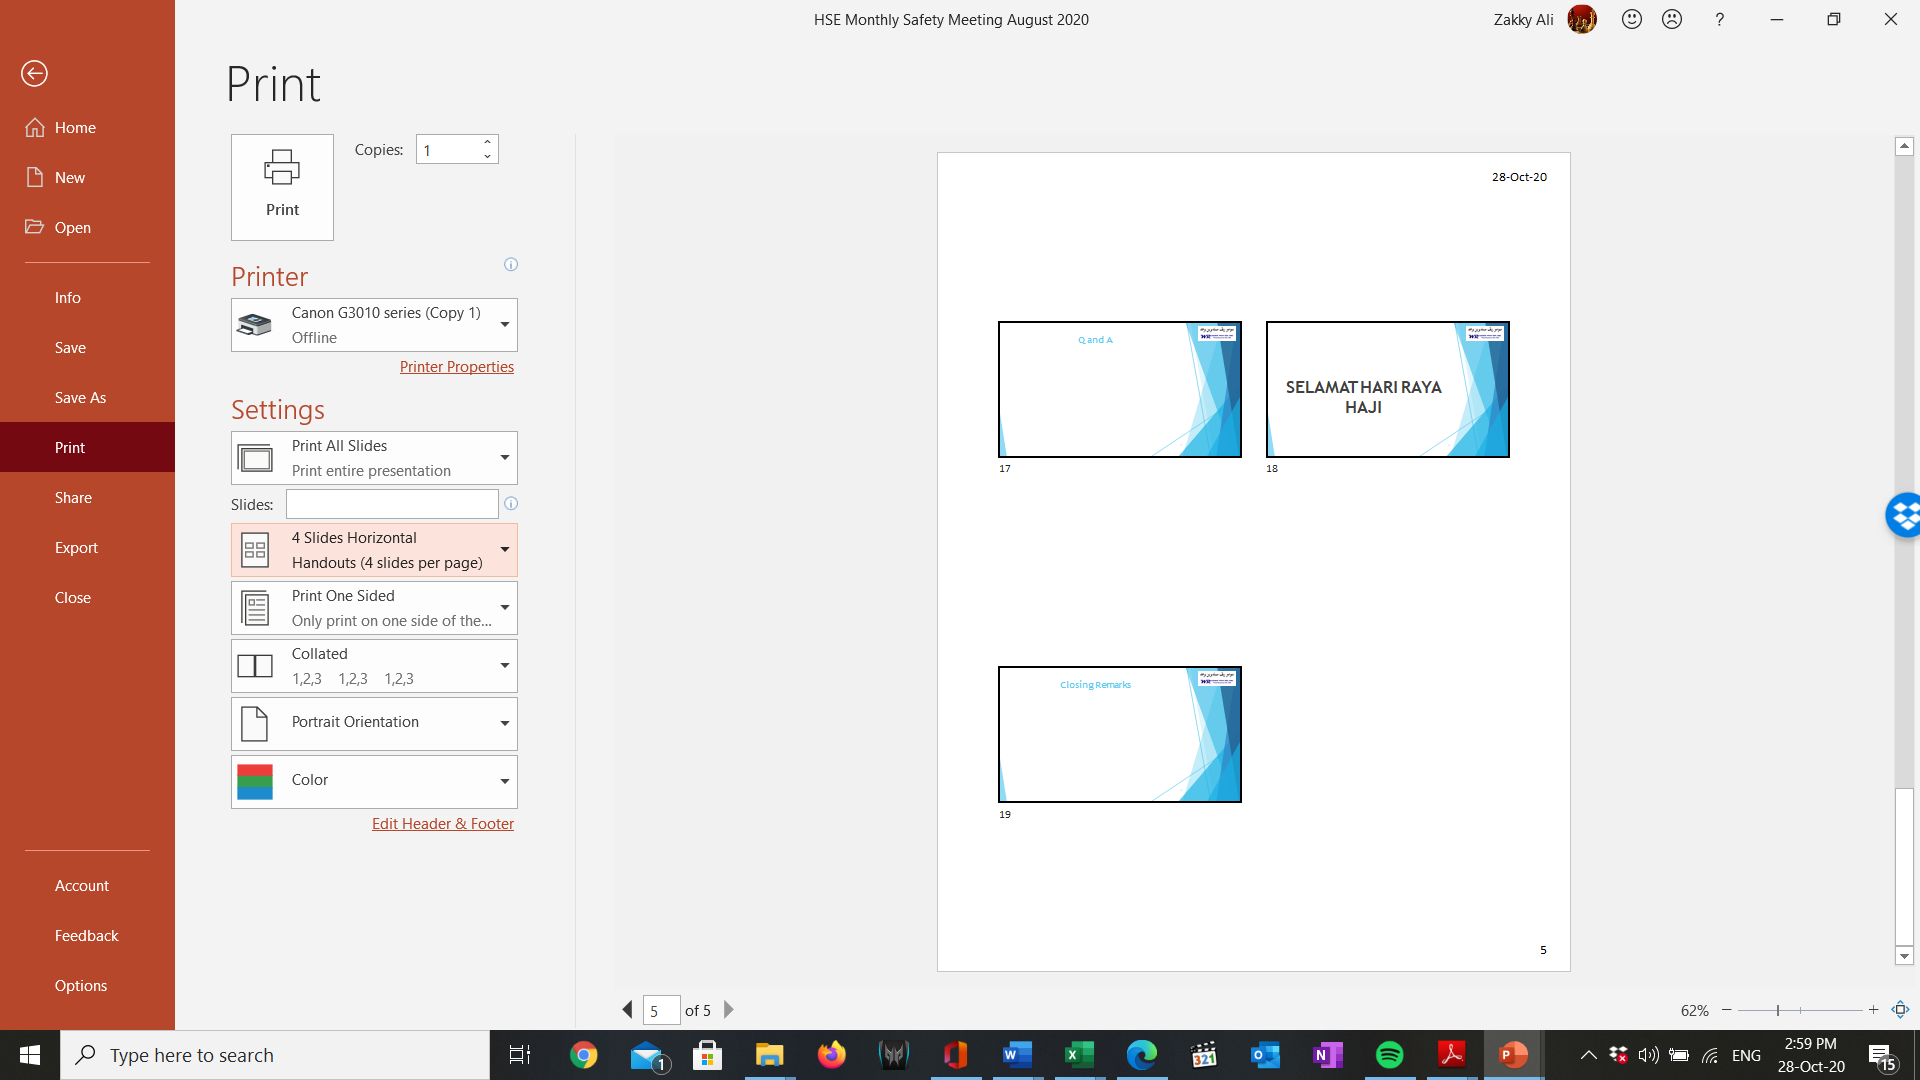 HSE Monthly Safety Meeting August 2020
Zakky Ali
?
Print
Home
New
Open
Info
Save
Save As
Print
Share
Export
Close
Account
Feedback
Options
Print
Copies: 1
Printer
Canon G3010 series (Copy 1)
Offline
Printer Properties
Settings
Print All Slides
Print entire presentation
Slides:
4 Slides Horizontal
Handouts (4 slides per page)
Print One Sided
Only print on one side of the...
Collated
1,2,3 1,2,3 1,2,3
Portrait Orientation
Color
Edit Header & Footer
28-Oct-20
Q and A
17
SELAMAT HARI RAYA
HAJI
18
Closing Remarks
19
5
5 of 5
62%
Type here to search
1
321
ENG
2:59 PM
28-Oct-20
15